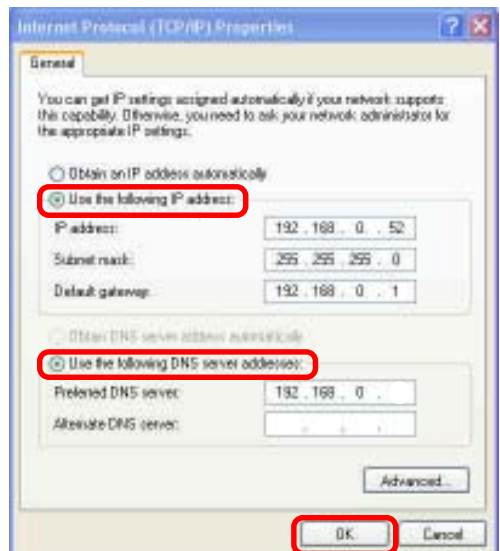 Internet Protocol (TCP/IP) Properties
General
You can get IP settings assigned automatically if your network supports
this capability. Otherwise, you need to ask your network administrator for
the appropriate IP settings.
Obtain an IP address automatically
Use the following IP address:
IP address: 192 . 168 . 0 . 52
Subnet mask: 255 . 255 . 255 . 0
Default gateway: 192 . 168 . 0 . 1
Obtain DNS server address automatically
Use the following DNS server addresses:
Preferred DNS server: 192 . 168 . 0 .
Alternate DNS server: . . .
Advanced...
OK Cancel